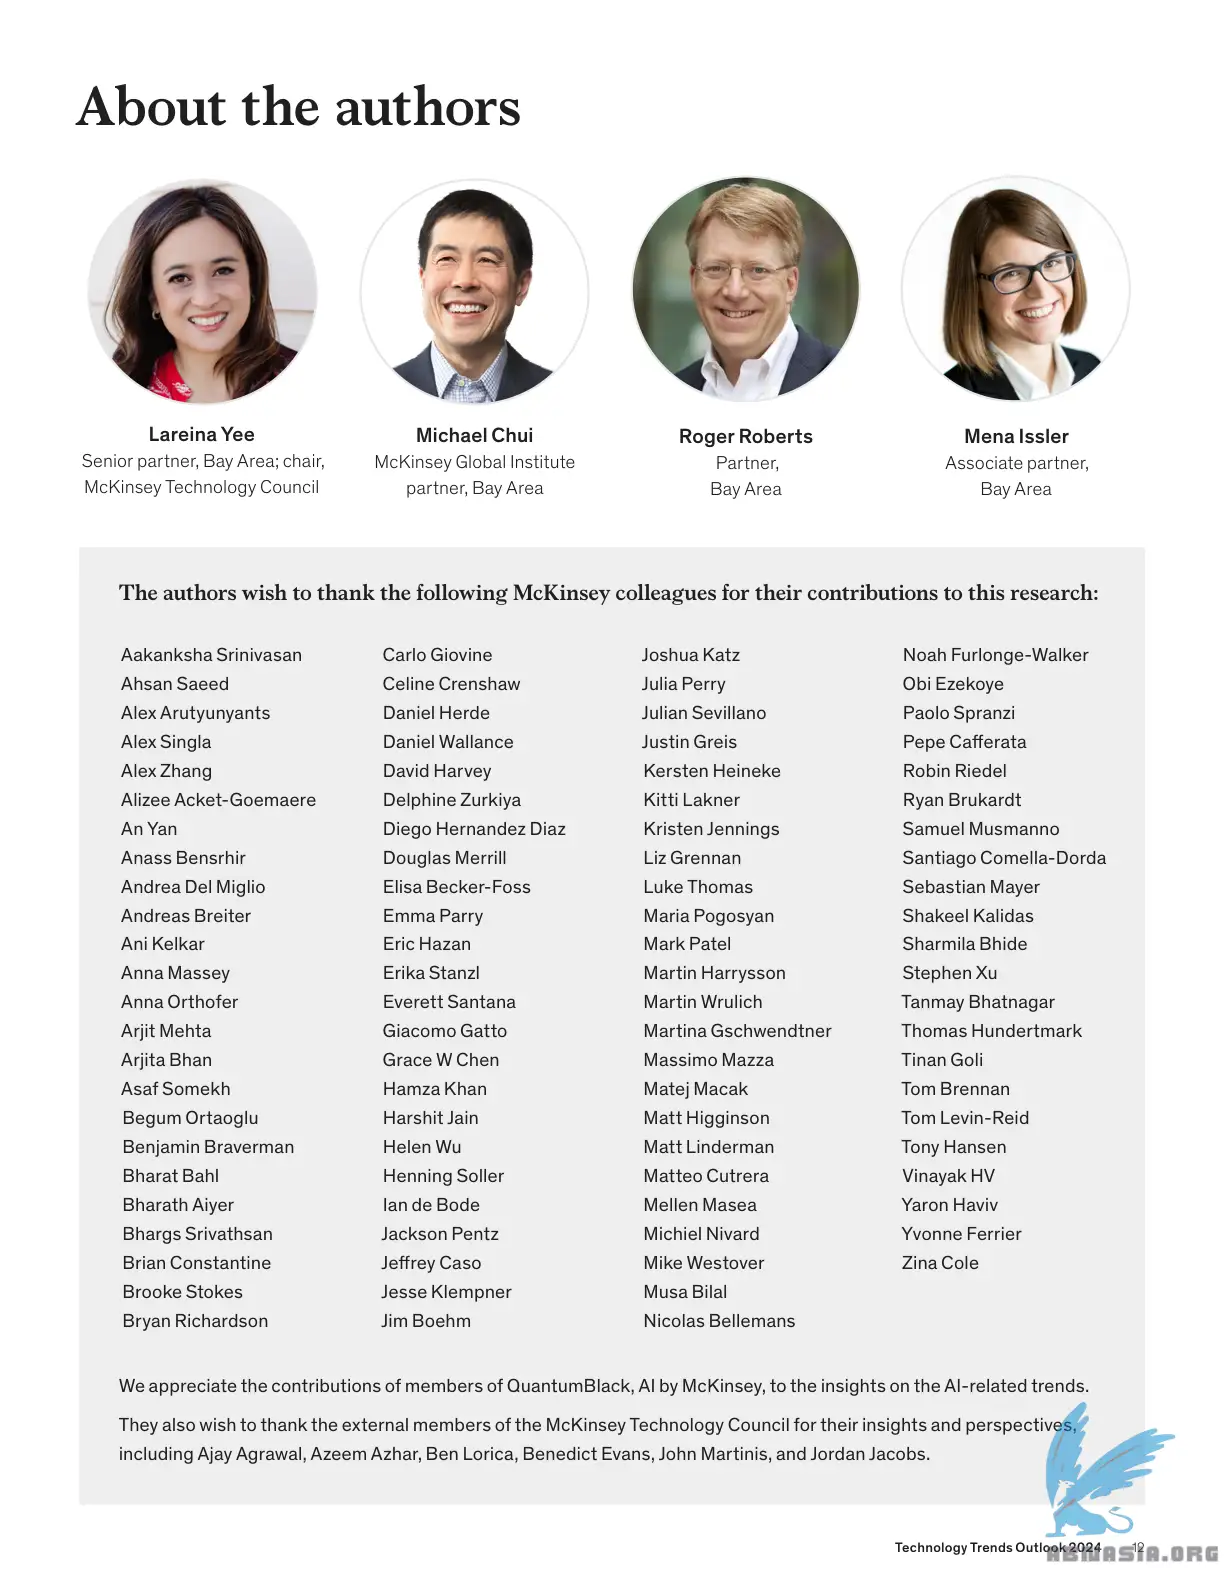 About the authors
Lareina Yee
Senior partner, Bay Area; chair,
McKinsey Technology Council
Michael Chui
McKinsey Global Institute
partner, Bay Area
Roger Roberts
Partner,
Bay Area
Mena Issler
Associate partner,
Bay Area
The authors wish to thank the following McKinsey colleagues for their contributions to this research:
Aakanksha Srinivasan
Ahsan Saeed
Alex Arutyunyants
Alex Singla
Alex Zhang
Alizee Acket-Goemaere
An Yan
Anass Bensrhir
Andrea Del Miglio
Andreas Breiter
Ani Kelkar
Anna Massey
Anna Orthofer
Arjit Mehta
Arjita Bhan
Asaf Somekh
Begum Ortaoglu
Benjamin Braverman
Bharat Bahl
Bharath Aiyer
Bhargs Srivathsan
Brian Constantine
Brooke Stokes
Bryan Richardson
Carlo Giovine
Celine Crenshaw
Daniel Herde
Daniel Wallance
David Harvey
Delphine Zurkiya
Diego Hernandez Diaz
Douglas Merrill
Elisa Becker-Foss
Emma Parry
Eric Hazan
Erika Stanzl
Everett Santana
Giacomo Gatto
Grace W Chen
Hamza Khan
Harshit Jain
Helen Wu
Henning Soller
Ian de Bode
Jackson Pentz
Jeffrey Caso
Jesse Klempner
Jim Boehm
Joshua Katz
Julia Perry
Julian Sevillano
Justin Greis
Kersten Heineke
Kitti Lakner
Kristen Jennings
Liz Grennan
Luke Thomas
Maria Pogosyan
Mark Patel
Martin Harrysson
Martin Wrulich
Martina Gschwendtner
Massimo Mazza
Matej Macak
Matt Higginson
Matt Linderman
Matteo Cutrera
Mellen Masea
Michiel Nivard
Mike Westover
Musa Bilal
Nicolas Bellemans
Noah Furlonge-Walker
Obi Ezekoye
Paolo Spranzi
Pepe Cafferata
Robin Riedel
Ryan Brukardt
Samuel Musmanno
Santiago Comella-Dorda
Sebastian Mayer
Shakeel Kalidas
Sharmila Bhide
Stephen Xu
Tanmay Bhatnagar
Thomas Hundertmark
Tinan Goli
Tom Brennan
Tom Levin-Reid
Tony Hansen
Vinayak HV
Yaron Haviv
Yvonne Ferrier
Zina Cole
We appreciate the contributions of members of QuantumBlack, AI by McKinsey, to the insights on the AI-related trends.
They also wish to thank the external members of the McKinsey Technology Council for their insights and perspectives,
including Ajay Agrawal, Azeem Azhar, Ben Lorica, Benedict Evans, John Martinis, and Jordan Jacobs.
Technology Trends Outlook 2024 12
ABNASIA.ORG